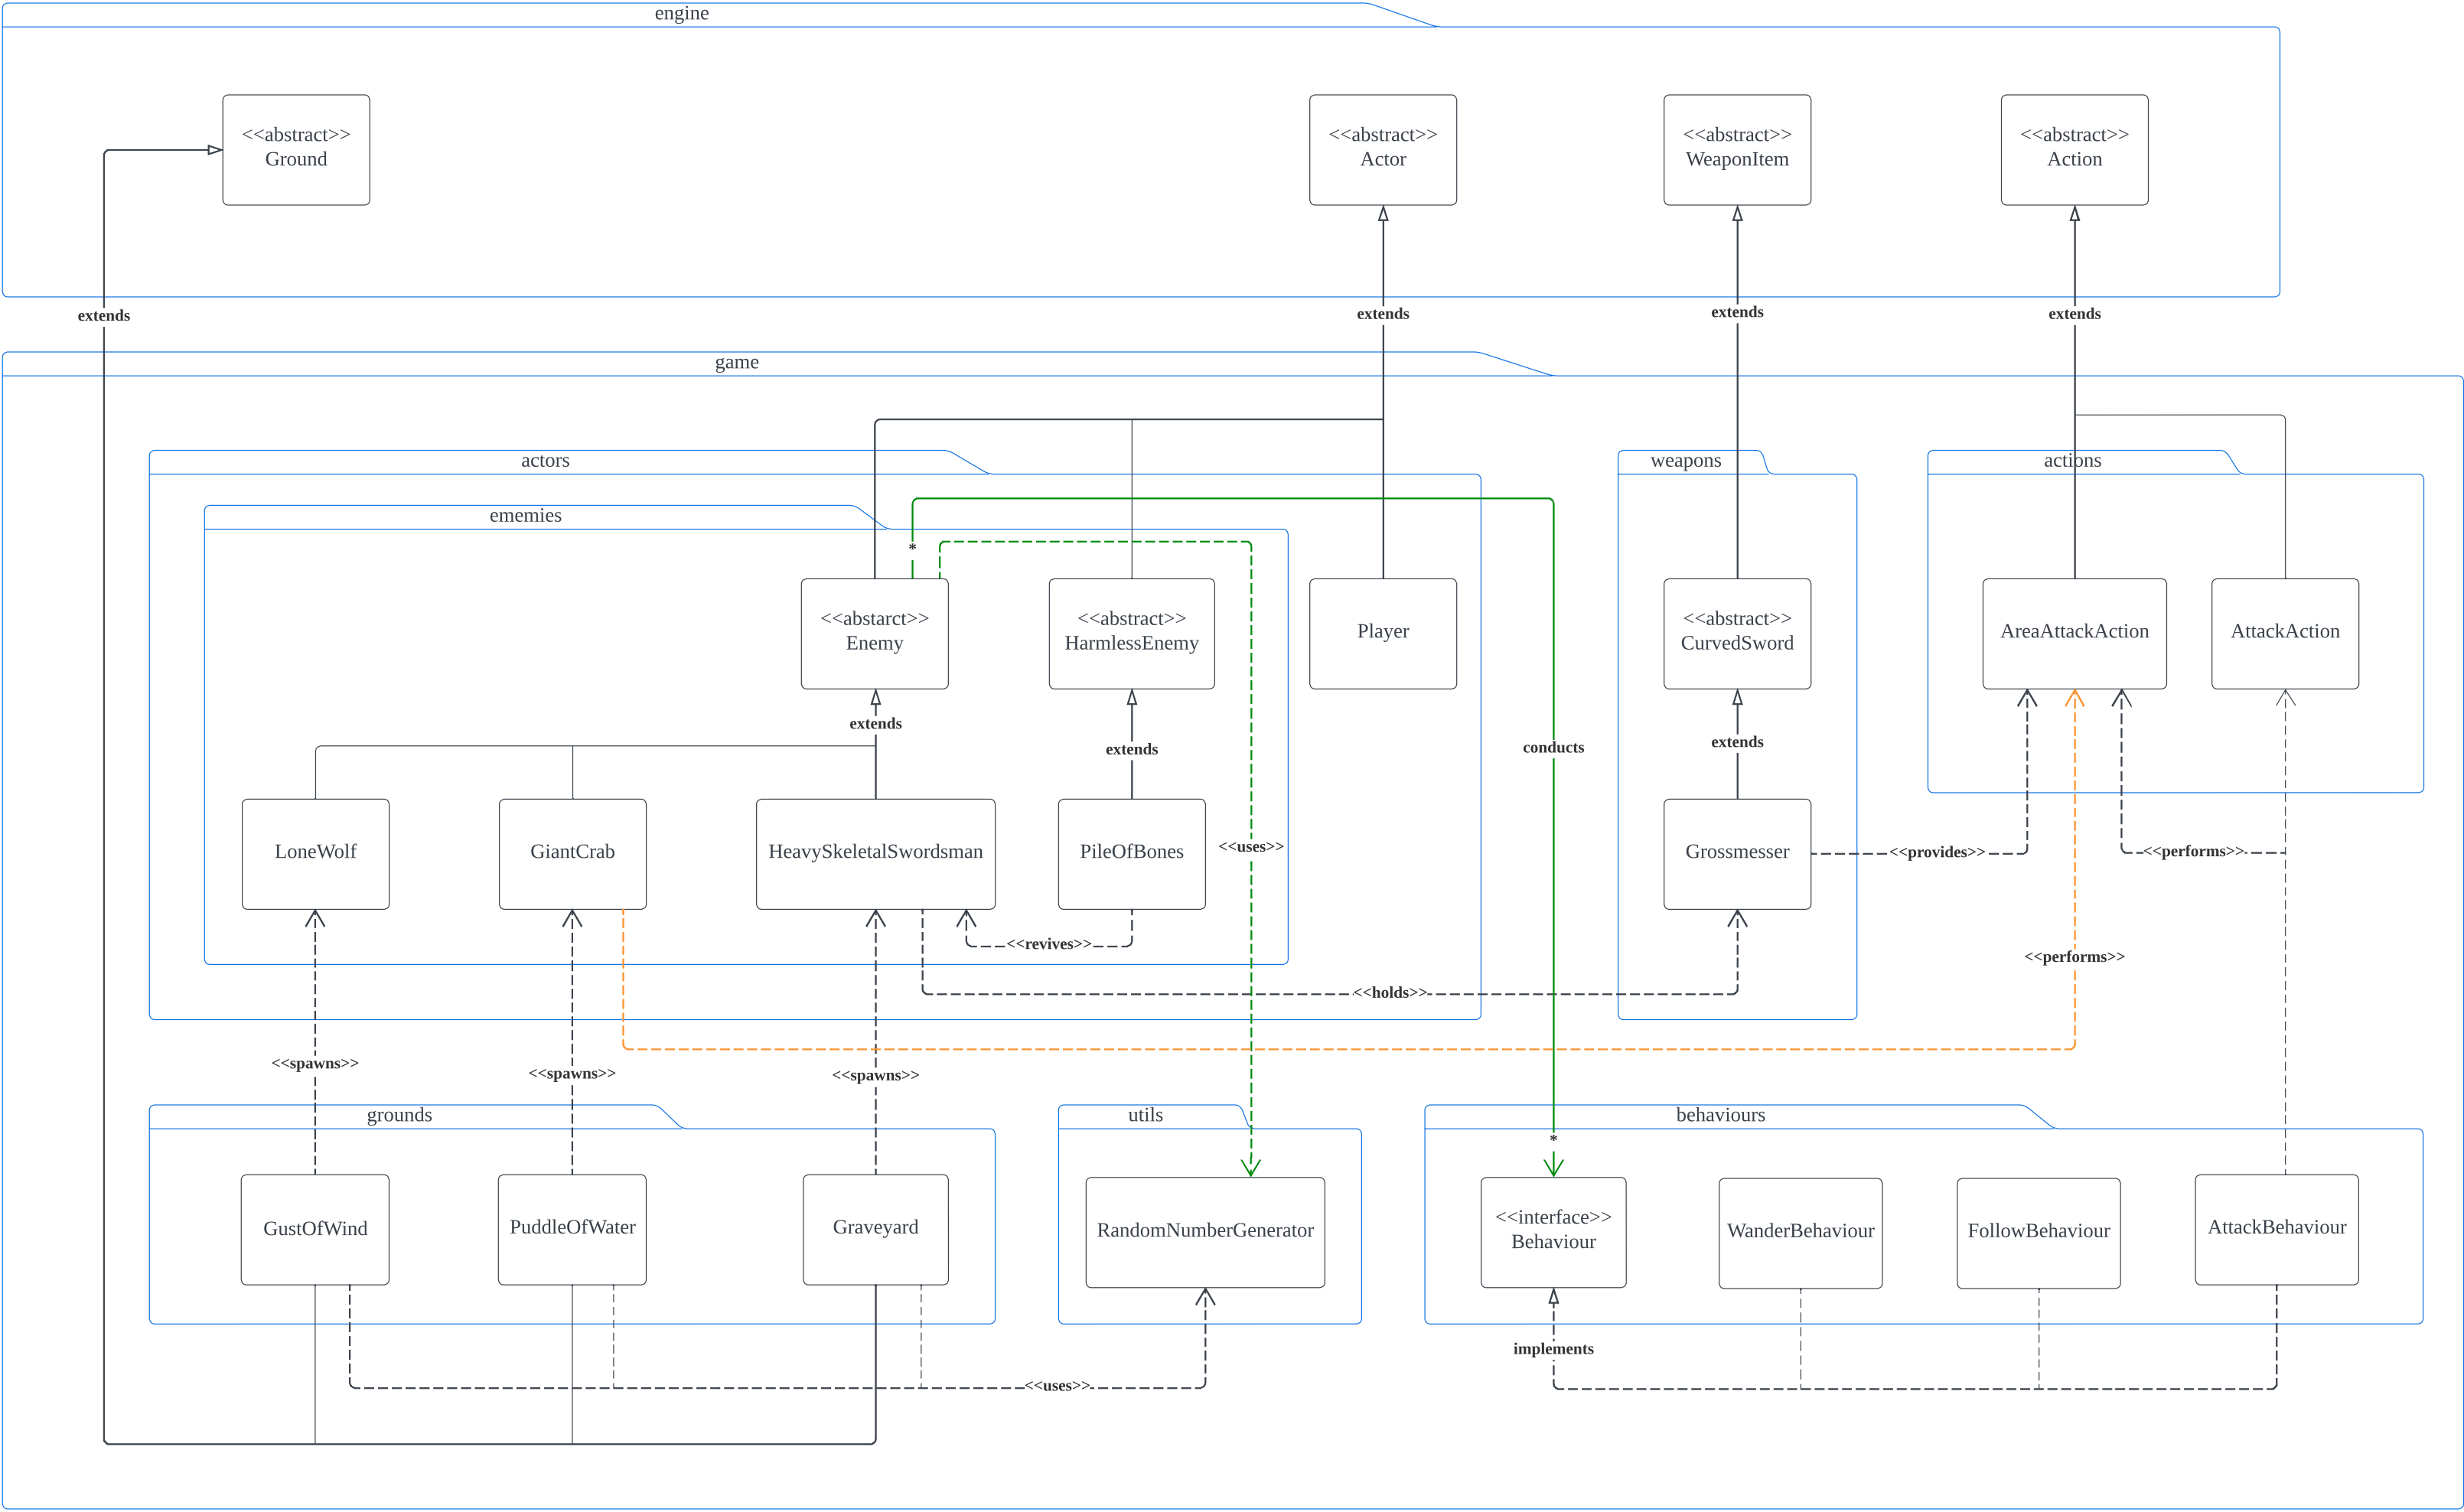 engine
<<abstract>>
Ground
<<abstract>>
Actor
<<abstract>>
WeaponItem
<<abstract>>
Action
extends
extends
extends
extends
game
actors
weapons
actions
ememies
*
<<abstarct>>
Enemy
<<abstract>>
HarmlessEnemy
Player
<<abstract>>
CurvedSword
AreaAttackAction
AttackAction
extends
extends
conducts
extends
LoneWolf
GiantCrab
HeavySkeletalSwordsman
PileOfBones
<<uses>>
Grossmesser
<<provides>>
<<performs>>
<<revives>>
<<performs>>
<<holds>>
<<spawns>>
<<spawns>>
<<spawns>>
grounds
utils
behaviours
*
GustOfWind
PuddleOfWater
Graveyard
RandomNumberGenerator
<<interface>>
Behaviour
WanderBehaviour
FollowBehaviour
AttackBehaviour
implements
<<uses>>